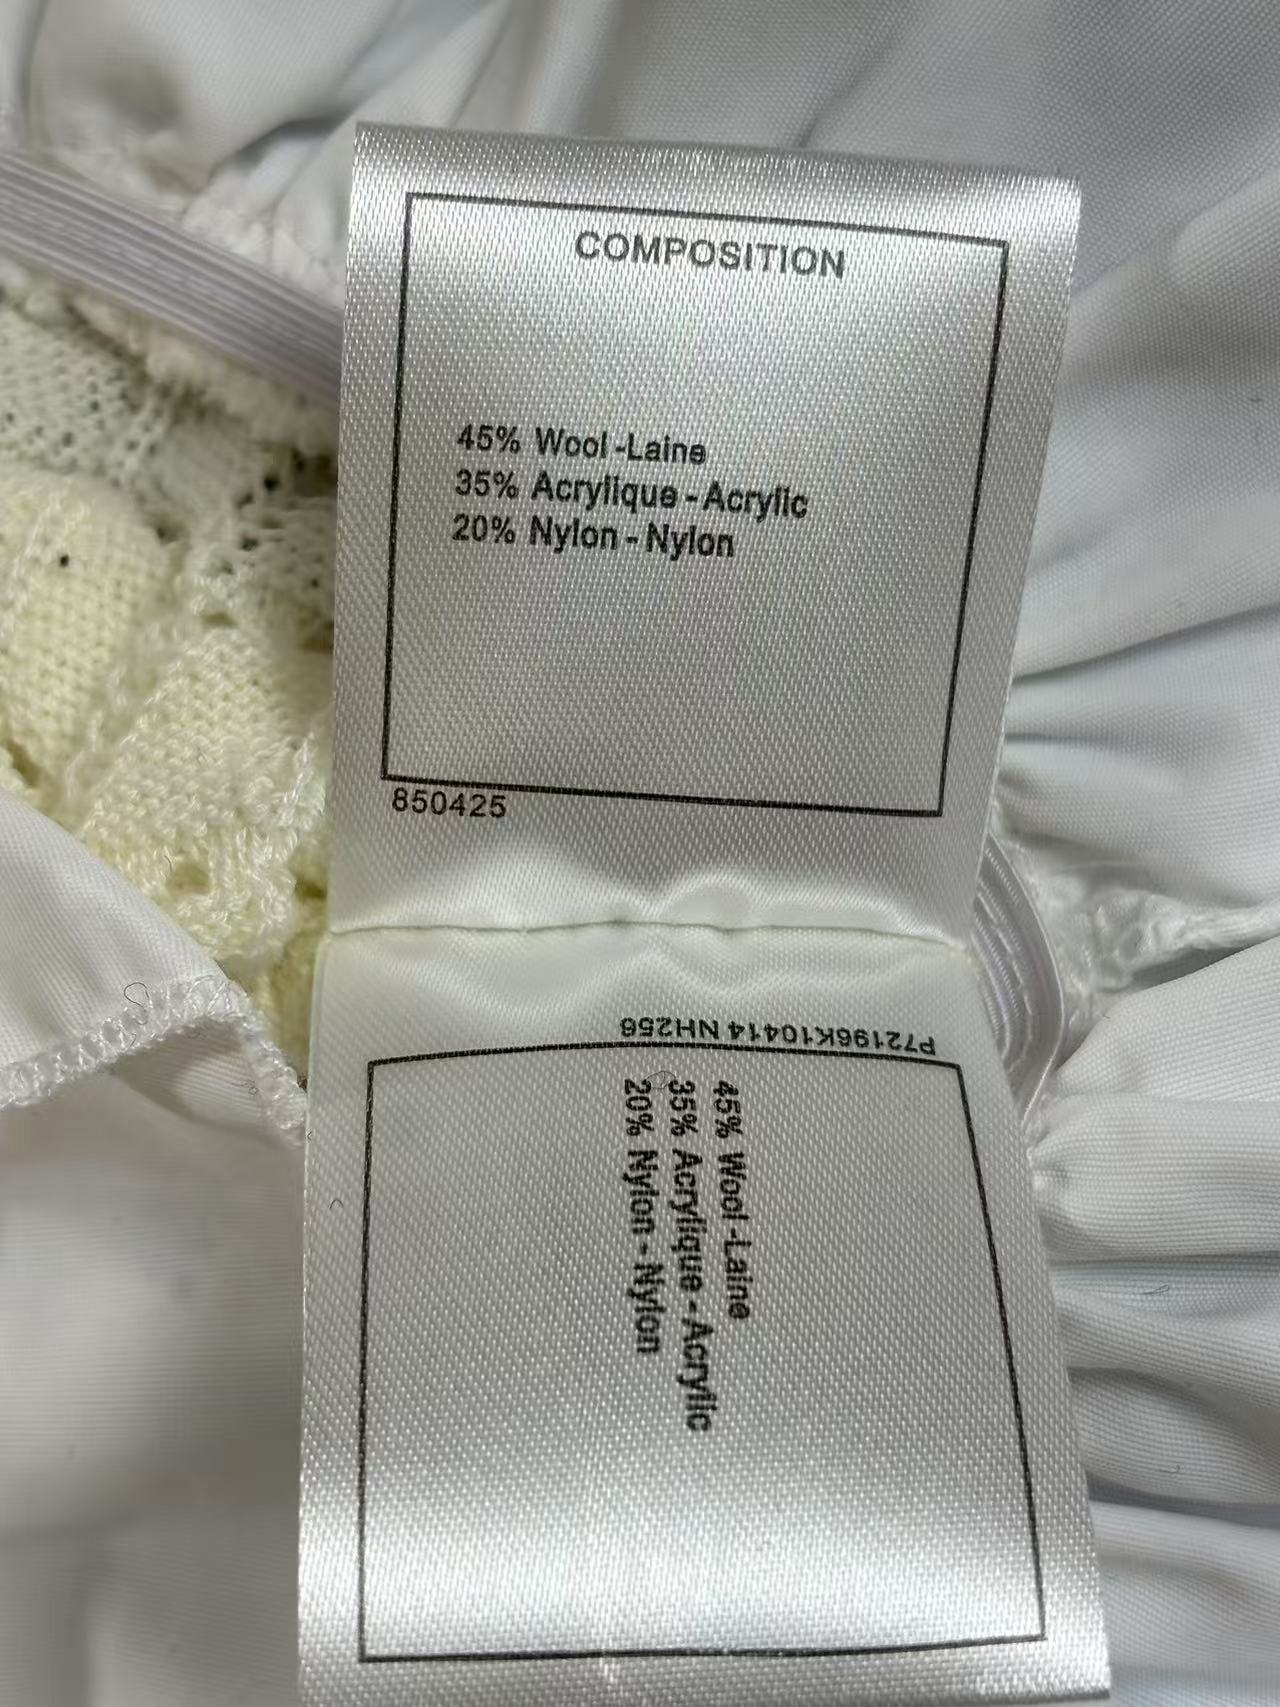 COMPOSITION
45% Wool -Laine
35% Acrylique - Acrylic
20% Nylon - Nylon
850425
P72196K10414 NH256
45% Wool -Laine
35% Acrylique - Acrylic
20% Nylon - Nylon